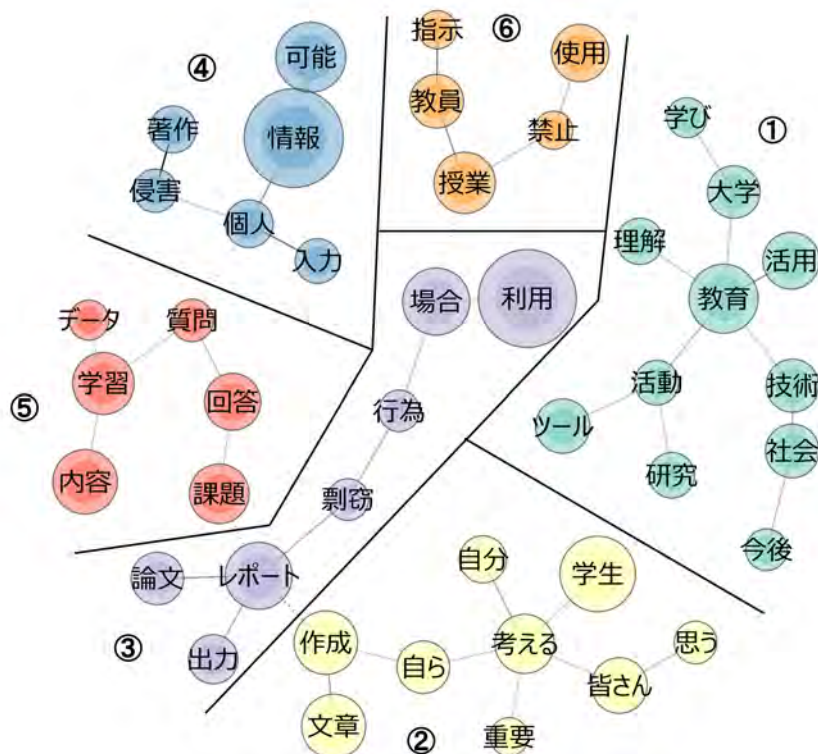 ④
可能
情報
著作
侵害
個人
入力
⑥
指示
教員
授業
禁止
使用
①
学び
大学
理解
活用
教育
活動
技術
ツール
研究
社会
今後
⑤
データ
質問
学習
回答
内容
課題
場合
利用
行為
剽窃
レポート
論文
出力
③
自分
学生
作成
自ら
考える
皆さん
思う
文章
重要
②